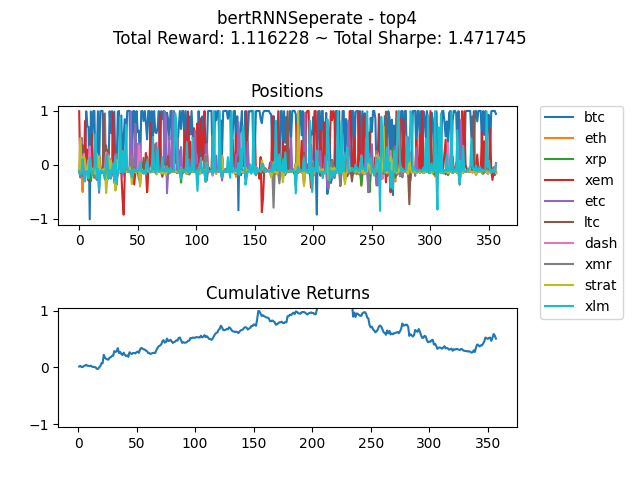 bertRNNSeperate - top4
Total Reward: 1.116228 ~ Total Sharpe: 1.471745
Positions
1
0
−1
0 50 100 150 200 250 300 350
btc
eth
xrp
xem
etc
ltc
dash
xmr
strat
xlm
Cumulative Returns
1
0
−1
0 50 100 150 200 250 300 350